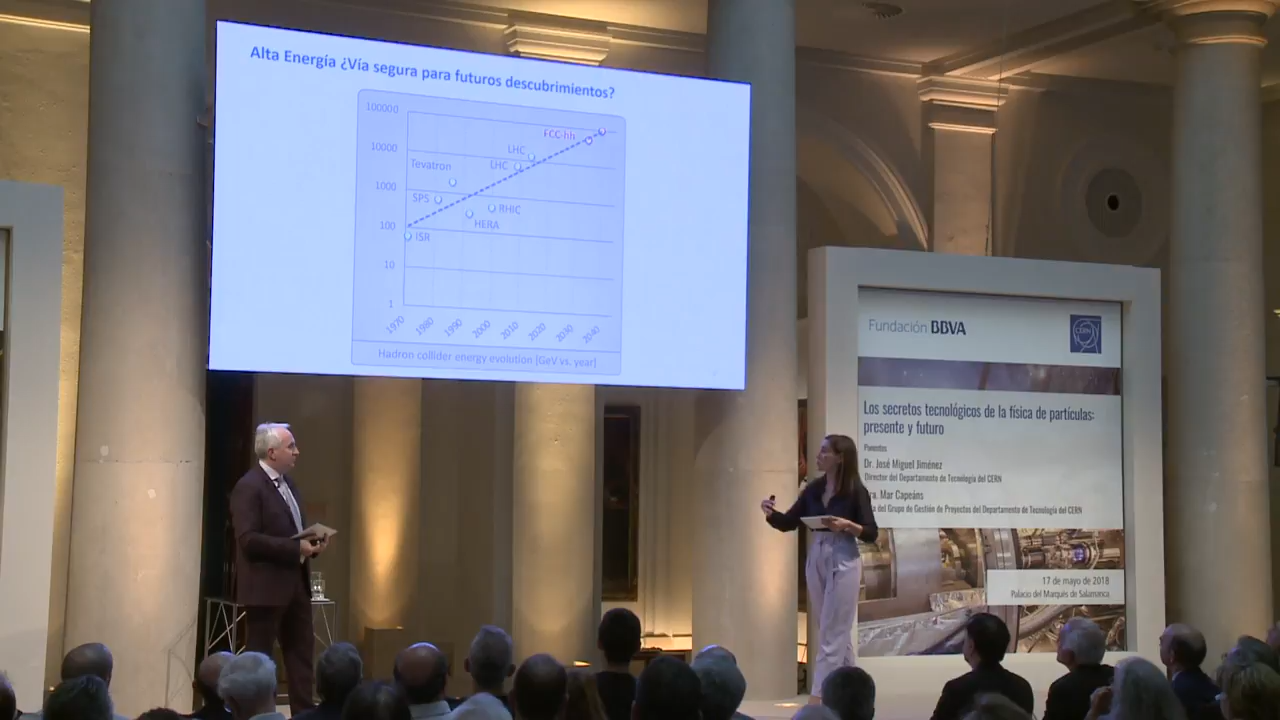 Alta Energía ¿Vía segura para futuros descubrimientos?
100000
10000
1000
100
10
1
FCC-hh
LHC
LHC
Tevatron
SPS
RHIC
HERA
ISR
1970 1980 1990 2000 2010 2020 2030 2040
Hadron collider energy evolution [GeV vs. year]
Fundación BBVA
CERN
Los secretos tecnológicos de la física de partículas:
presente y futuro
Ponentes
Dr. José Miguel Jiménez
Director del Departamento de Tecnología del CERN
Mar Capeáns
del Grupo de Gestión de Proyectos del Departamento de Tecnología del CERN
17 de mayo de 2018
Palacio del Marqués de Salamanca